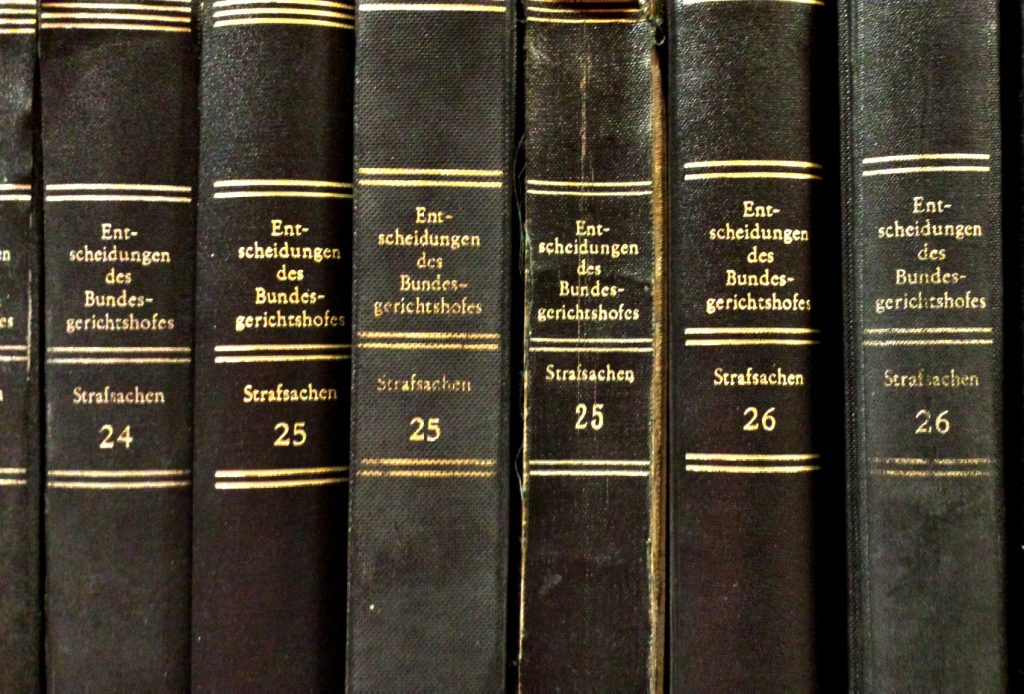 Ent-
scheidungen
des
Bundes-
gerichtshofes
Strafsachen
24
Ent-
scheidungen
des
Bundes-
gerichtshofes
Strafsachen
25
Ent-
scheidungen
des
Bundes-
gerichtshofes
Strafsachen
25
Ent-
scheidungen
des
Bundes-
gerichtshofes
Strafsachen
25
Ent-
scheidungen
des
Bundes-
gerichtshofes
Strafsachen
26
Ent-
scheidungen
des
Bundes-
gerichtshofes
Strafsachen
26